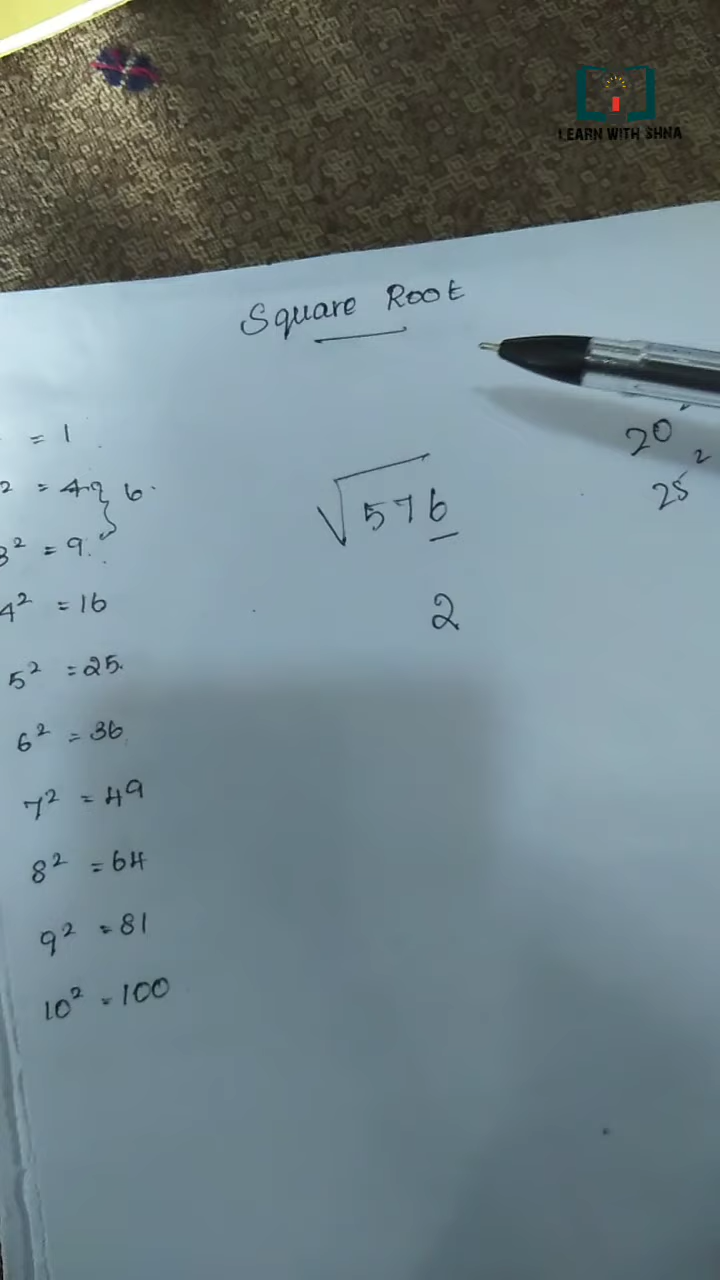 LEARN WITH SHNA
Square Root
= 1
2 = 4 } 6
3² = 9
4² = 16
5² = 25
6² = 36
7² = 49
8² = 64
9² = 81
10² = 100
√576
2
20
25²